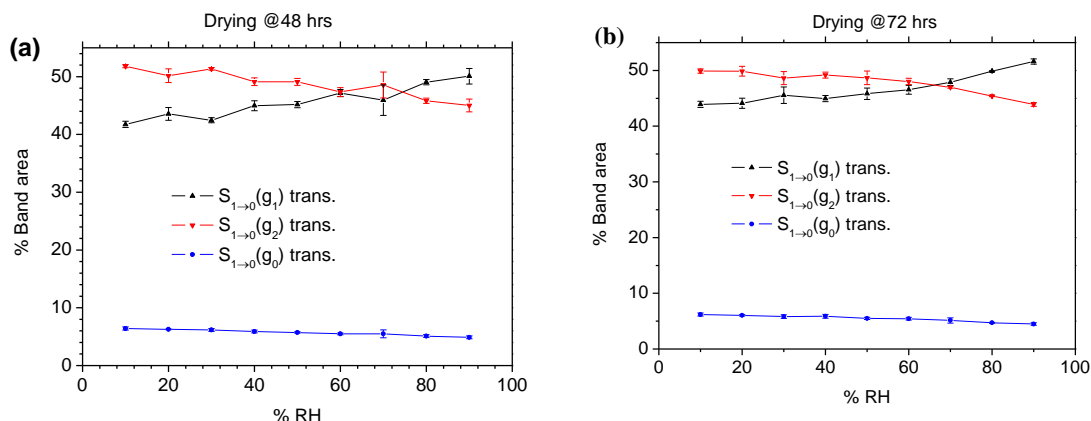 Drying @48 hrs
(a)
50
40
30
20
10
0
% Band area
S1→0(g1) trans.
S1→0(g2) trans.
S1→0(g0) trans.
0 20 40 60 80 100
% RH
Drying @72 hrs
(b)
50
40
30
20
10
0
% Band area
S1→0(g1) trans.
S1→0(g2) trans.
S1→0(g0) trans.
0 20 40 60 80 100
% RH